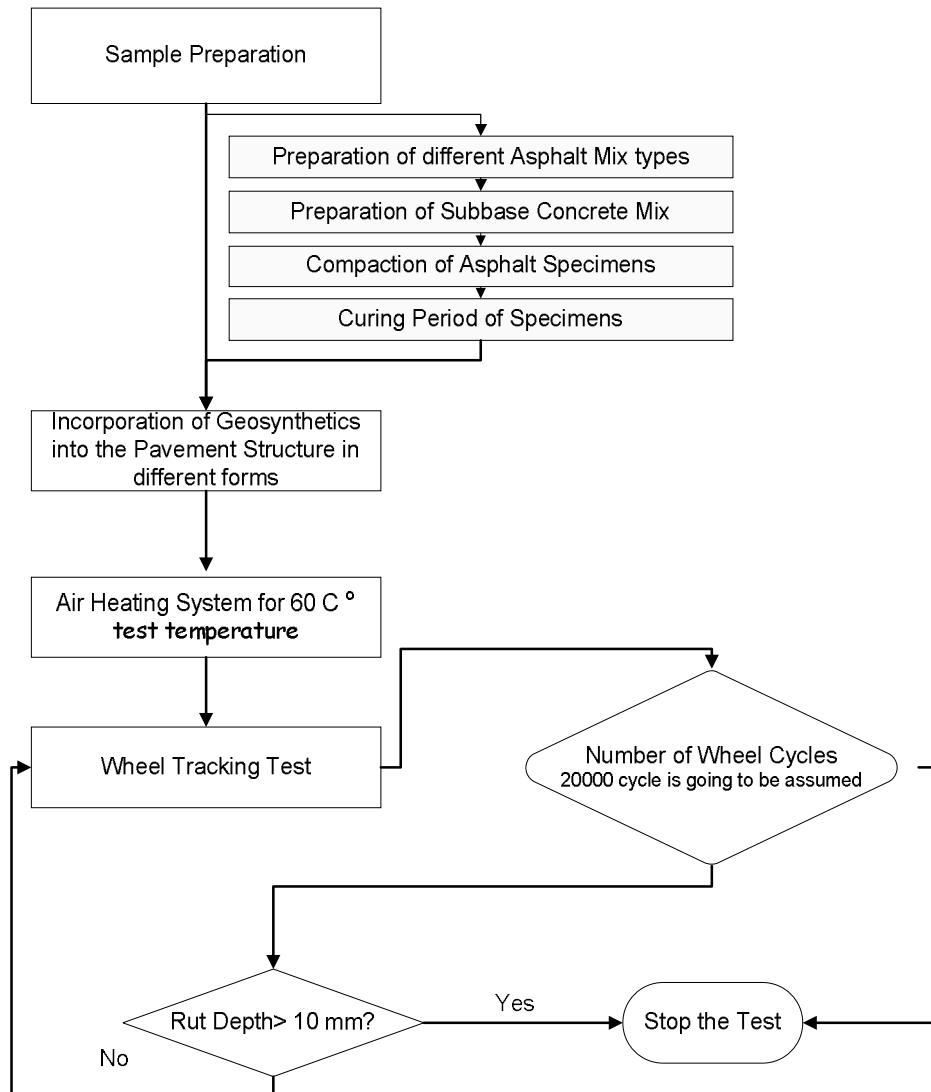 Sample Preparation
Preparation of different Asphalt Mix types
Preparation of Subbase Concrete Mix
Compaction of Asphalt Specimens
Curing Period of Specimens
Incorporation of Geosynthetics
into the Pavement Structure in
different forms
Air Heating System for 60 C °
test temperature
Wheel Tracking Test
Number of Wheel Cycles
20000 cycle is going to be assumed
Rut Depth> 10 mm?
Yes
Stop the Test
No